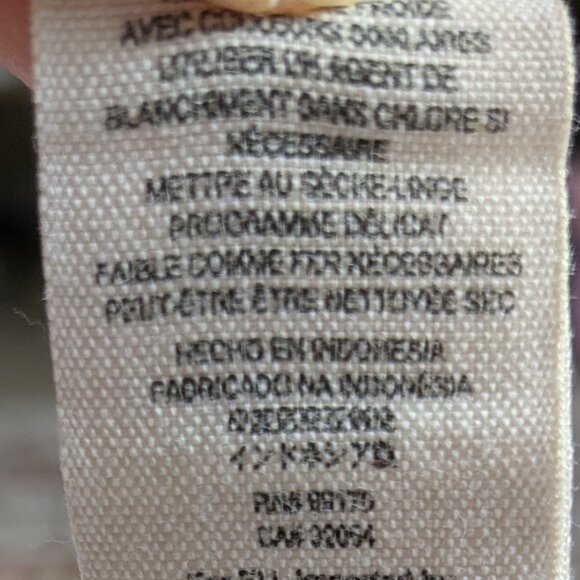 AVEC COULEURS SIMILAIRES
UTILISER UN AGENT DE
BLANCHIMENT SANS CHLORE SI
NÉCESSAIRE
METTRE AU SÈCHE-LINGE
PROGRAMME DÉLICAT
FAIBLE COMME FER NÉCESSAIRES
PEUT-ÊTRE ÊTRE NETTOYÉE SEC
HECHO EN INDONESIA
FABRICADO NA INDONÉSIA
インドネシア製
RN# 99170
CA# 32054